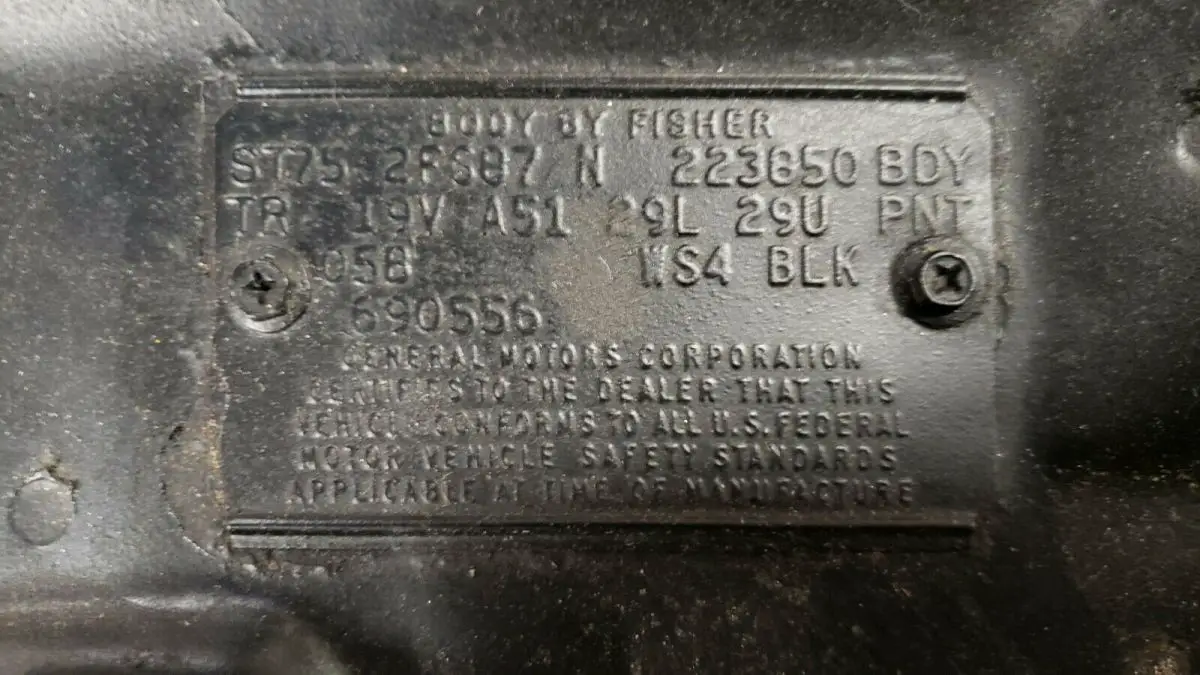 BODY BY FISHER
ST75 2FS87 N 223850 BDY
TR 19V A51 29L 29U PNT
05B WS4 BLK
690556
GENERAL MOTORS CORPORATION
CERTIFIES TO THE DEALER THAT THIS
VEHICLE CONFORMS TO ALL U.S. FEDERAL
MOTOR VEHICLE SAFETY STANDARDS
APPLICABLE AT TIME OF MANUFACTURE